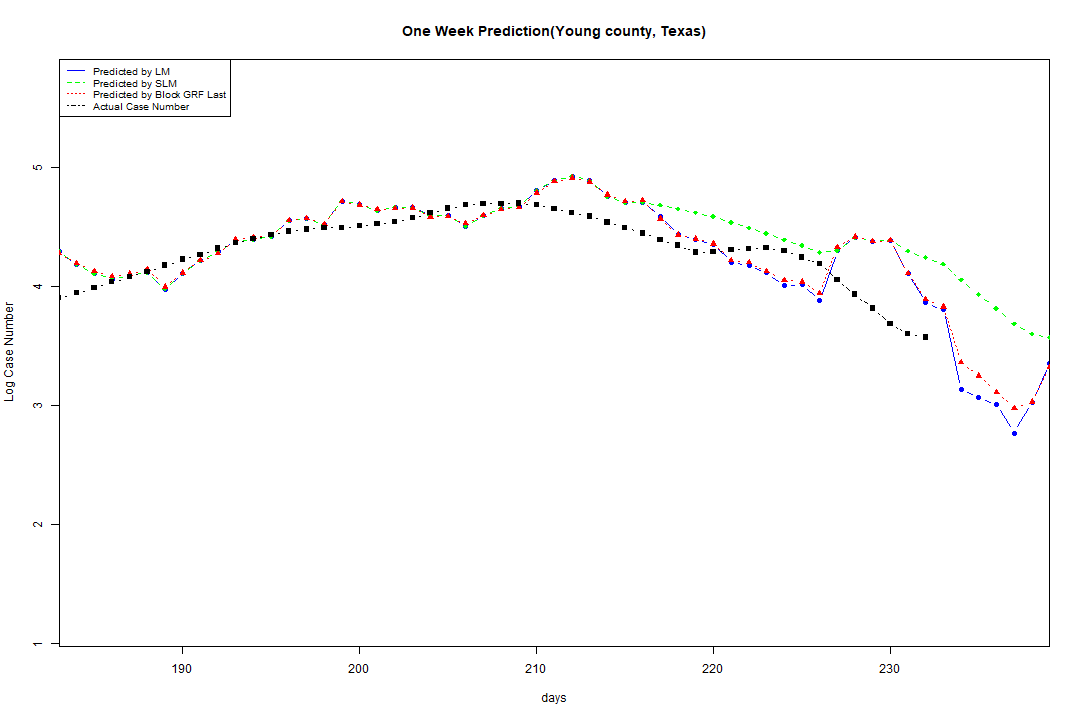 One Week Prediction(Young county, Texas)
Predicted by LM
Predicted by SLM
Predicted by Block GRF Last
Actual Case Number
5
4
3
2
1
Log Case Number
190 200 210 220 230
days